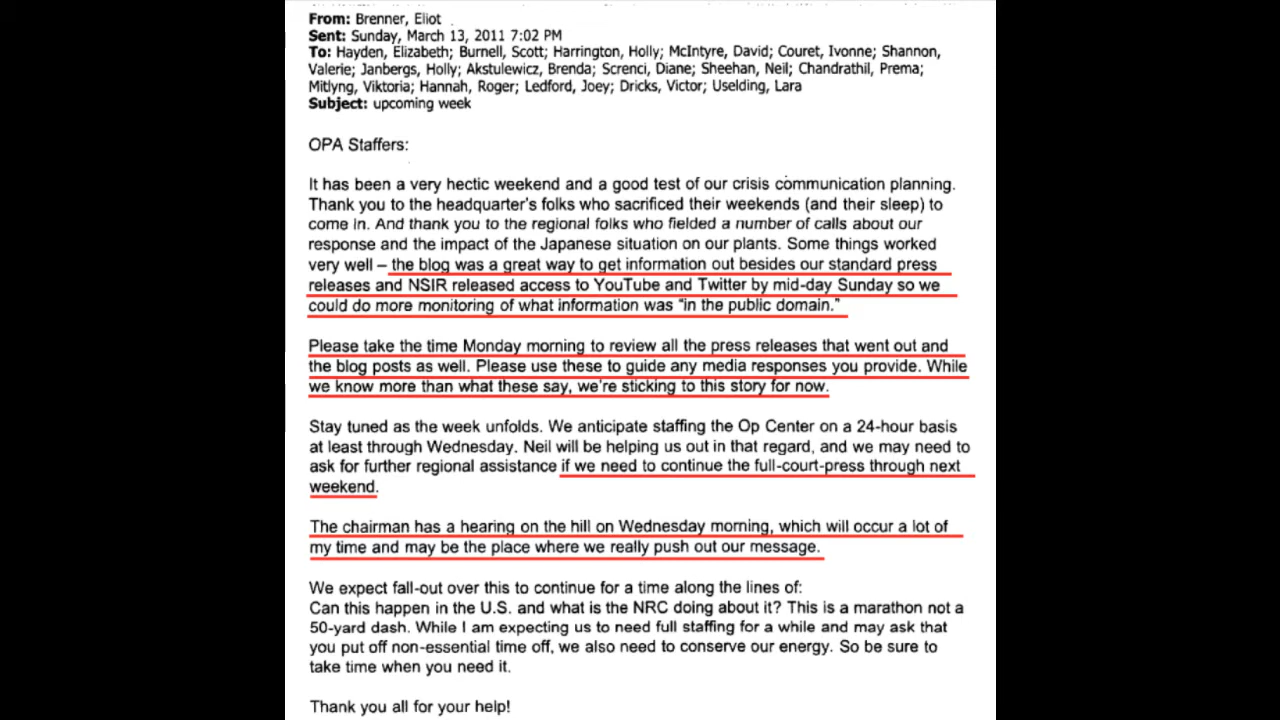 From: Brenner, Eliot
Sent: Sunday, March 13, 2011 7:02 PM
To: Hayden, Elizabeth; Burnell, Scott; Harrington, Holly; McIntyre, David; Couret, Ivonne; Shannon,
Valerie; Janbergs, Holly; Akstulewicz, Brenda; Screnci, Diane; Sheehan, Neil; Chandrathil, Prema;
Mitlyng, Viktoria; Hannah, Roger; Ledford, Joey; Dricks, Victor; Uselding, Lara
Subject: upcoming week
OPA Staffers:
It has been a very hectic weekend and a good test of our crisis communication planning.
Thank you to the headquarter's folks who sacrificed their weekends (and their sleep) to
come in. And thank you to the regional folks who fielded a number of calls about our
response and the impact of the Japanese situation on our plants. Some things worked
very well – the blog was a great way to get information out besides our standard press
releases and NSIR released access to YouTube and Twitter by mid-day Sunday so we
could do more monitoring of what information was "in the public domain."
Please take the time Monday morning to review all the press releases that went out and
the blog posts as well. Please use these to guide any media responses you provide. While
we know more than what these say, we're sticking to this story for now.
Stay tuned as the week unfolds. We anticipate staffing the Op Center on a 24-hour basis
at least through Wednesday. Neil will be helping us out in that regard, and we may need to
ask for further regional assistance if we need to continue the full-court-press through next
weekend.
The chairman has a hearing on the hill on Wednesday morning, which will occur a lot of
my time and may be the place where we really push out our message.
We expect fall-out over this to continue for a time along the lines of:
Can this happen in the U.S. and what is the NRC doing about it? This is a marathon not a
50-yard dash. While I am expecting us to need full staffing for a while and may ask that
you put off non-essential time off, we also need to conserve our energy. So be sure to
take time when you need it.
Thank you all for your help!